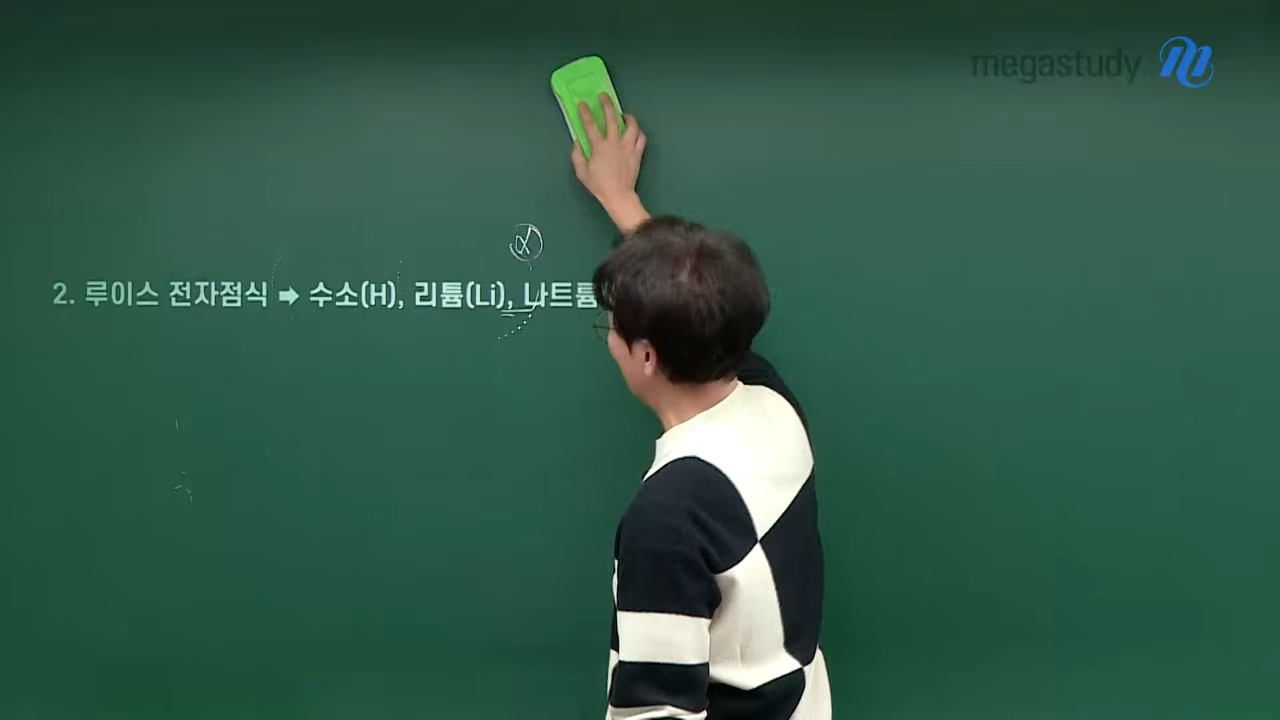 megastudy
α
2. 루이스 전자점식 ➡ 수소(H), 리튬(Li), 나트륨